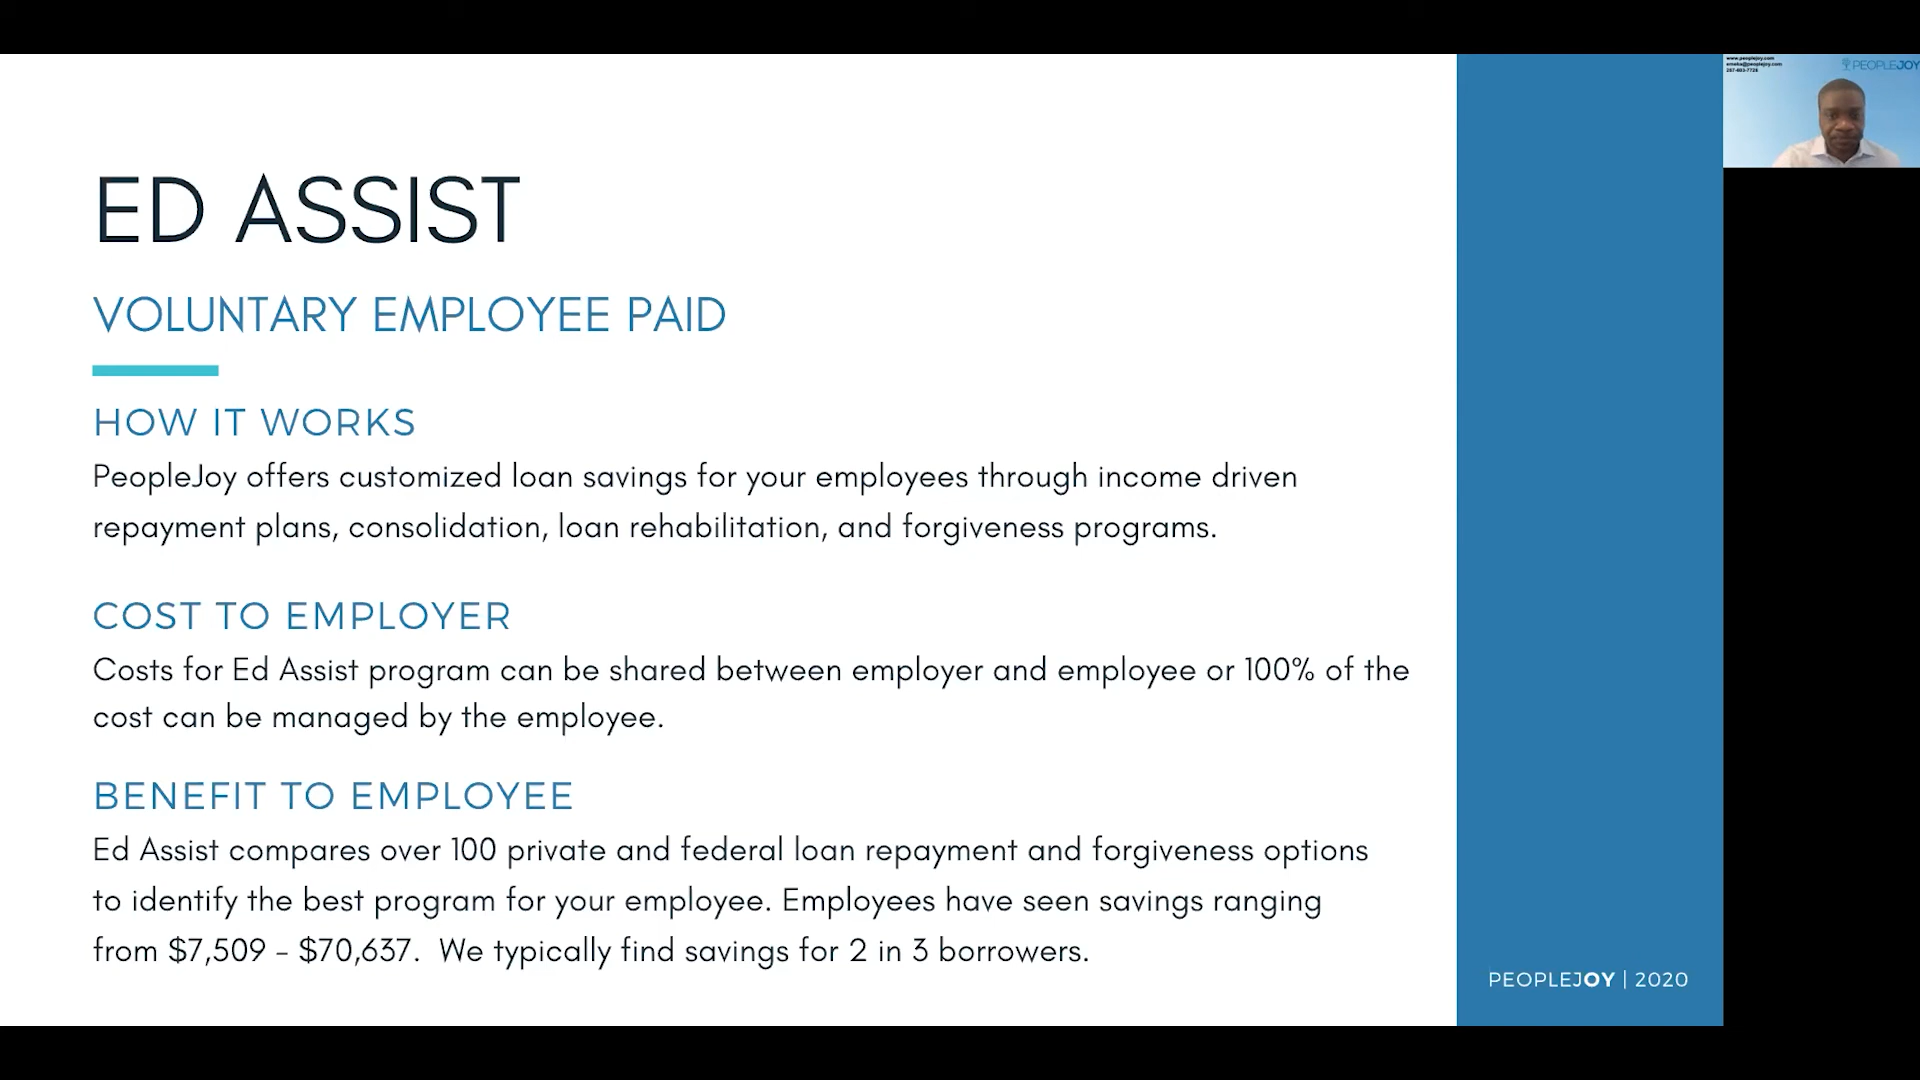 ED ASSIST
VOLUNTARY EMPLOYEE PAID
HOW IT WORKS
PeopleJoy offers customized loan savings for your employees through income driven
repayment plans, consolidation, loan rehabilitation, and forgiveness programs.
COST TO EMPLOYER
Costs for Ed Assist program can be shared between employer and employee or 100% of the
cost can be managed by the employee.
BENEFIT TO EMPLOYEE
Ed Assist compares over 100 private and federal loan repayment and forgiveness options
to identify the best program for your employee. Employees have seen savings ranging
from $7,509 - $70,637. We typically find savings for 2 in 3 borrowers.
PEOPLEJOY | 2020
www.peoplejoy.com
PEOPLEJOY